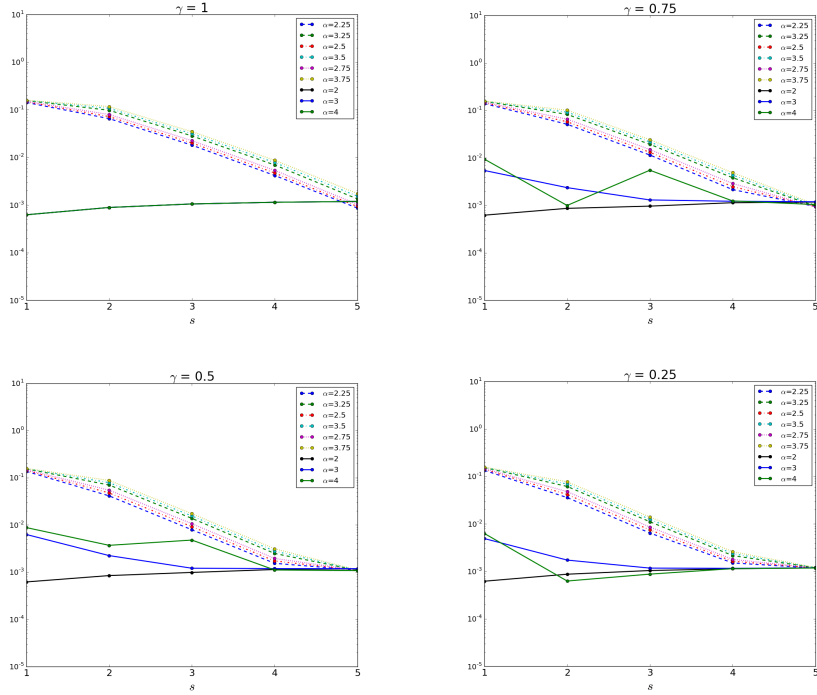 γ = 1
10¹
10⁰
10⁻¹
10⁻²
10⁻³
10⁻⁴
10⁻⁵
1 2 3 4 5
s
α=2.25
α=3.25
α=2.5
α=3.5
α=2.75
α=3.75
α=2
α=3
α=4
γ = 0.75
10¹
10⁰
10⁻¹
10⁻²
10⁻³
10⁻⁴
10⁻⁵
1 2 3 4 5
s
α=2.25
α=3.25
α=2.5
α=3.5
α=2.75
α=3.75
α=2
α=3
α=4
γ = 0.5
10¹
10⁰
10⁻¹
10⁻²
10⁻³
10⁻⁴
10⁻⁵
1 2 3 4 5
s
α=2.25
α=3.25
α=2.5
α=3.5
α=2.75
α=3.75
α=2
α=3
α=4
γ = 0.25
10¹
10⁰
10⁻¹
10⁻²
10⁻³
10⁻⁴
10⁻⁵
1 2 3 4 5
s
α=2.25
α=3.25
α=2.5
α=3.5
α=2.75
α=3.75
α=2
α=3
α=4